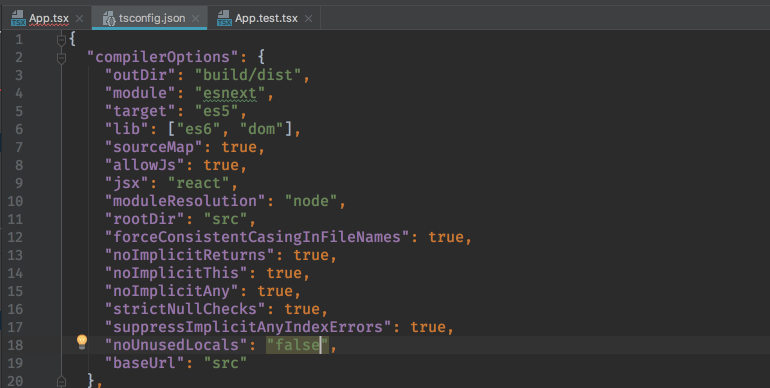 App.tsx tsconfig.json App.test.tsx
1 {
2 "compilerOptions": {
3 "outDir": "build/dist",
4 "module": "esnext",
5 "target": "es5",
6 "lib": ["es6", "dom"],
7 "sourceMap": true,
8 "allowJs": true,
9 "jsx": "react",
10 "moduleResolution": "node",
11 "rootDir": "src",
12 "forceConsistentCasingInFileNames": true,
13 "noImplicitReturns": true,
14 "noImplicitThis": true,
15 "noImplicitAny": true,
16 "strictNullChecks": true,
17 "suppressImplicitAnyIndexErrors": true,
18 "noUnusedLocals": "false",
19 "baseUrl": "src"
20 },